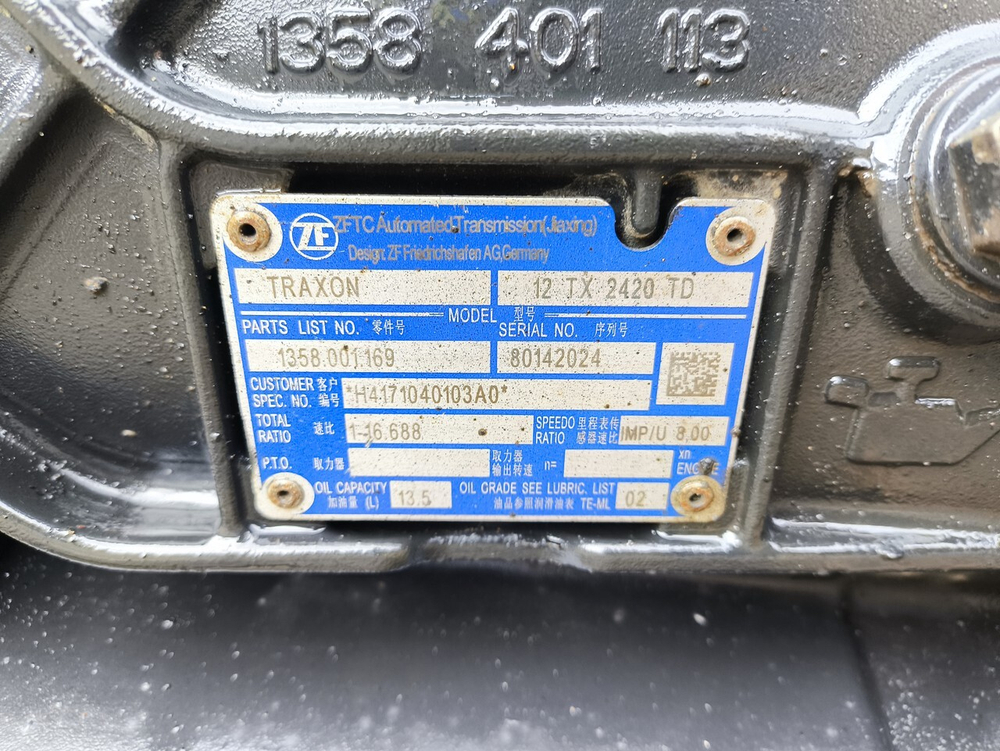 1358 401 113
ZF ZFTC Automated Transmission(Jiaxing)
Design: ZF Friedrichshafen AG,Germany
TRAXON 12 TX 2420 TD
MODEL 型号
PARTS LIST NO. 零件号 SERIAL NO. 序列号
1358.001.169 80142024
CUSTOMER 客户
SPEC. NO. 编号 *H4171040103A0*
TOTAL RATIO 速比 1-16.688 SPEEDO RATIO 里程表传感器速比 IMP/U 8,00
P.T.O. 取力器 取力器输出转速 n= xn ENGINE
OIL CAPACITY 加油量 (L) 13.5 OIL GRADE SEE LUBRIC. LIST 油品参照润滑油表 TE-ML 02